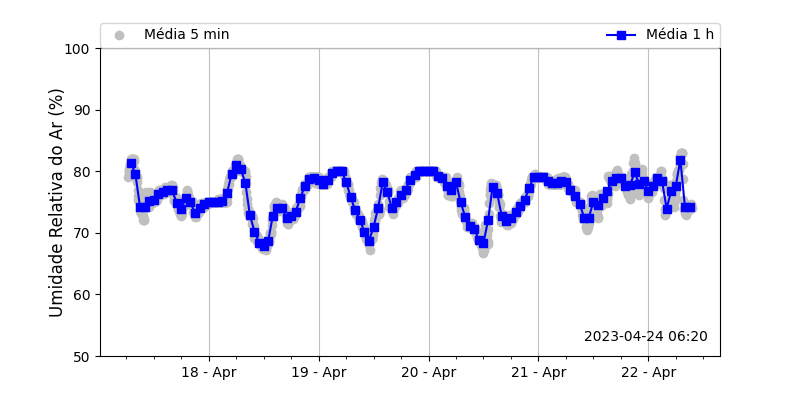 Média 5 min
Média 1 h
Umidade Relativa do Ar (%)
100
90
80
70
60
50
2023-04-24 06:20
18 - Apr
19 - Apr
20 - Apr
21 - Apr
22 - Apr